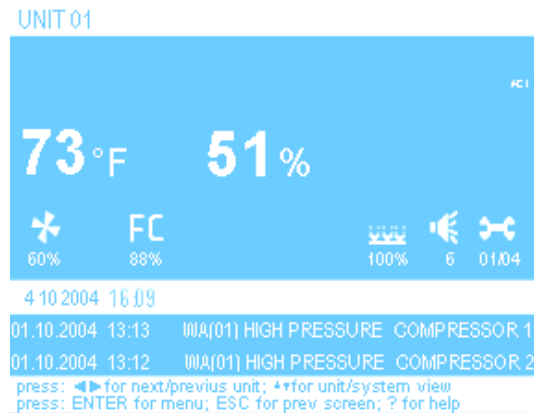 UNIT 01
73 °F 51 %
FC
60% 88% 100% 6 01/04
4 10 2004 16:09
01.10.2004 13:13 WA(01) HIGH PRESSURE COMPRESSOR 1
01.10.2004 13:12 WA(01) HIGH PRESSURE COMPRESSOR 2
press: ◄► for next/previus unit; ▲▼for unit/system view
press: ENTER for menu; ESC for prev screen; ? for help